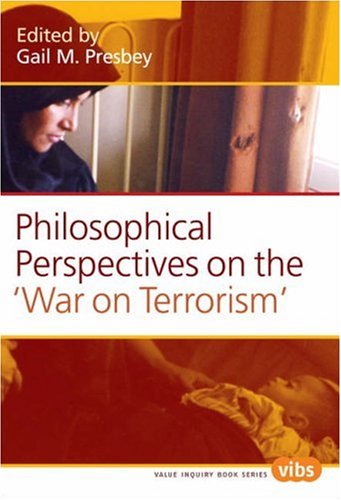 Edited by
Gail M. Presbey
Philosophical
Perspectives on the
‘War on Terrorism’
VALUE INQUIRY BOOK SERIES
vibs